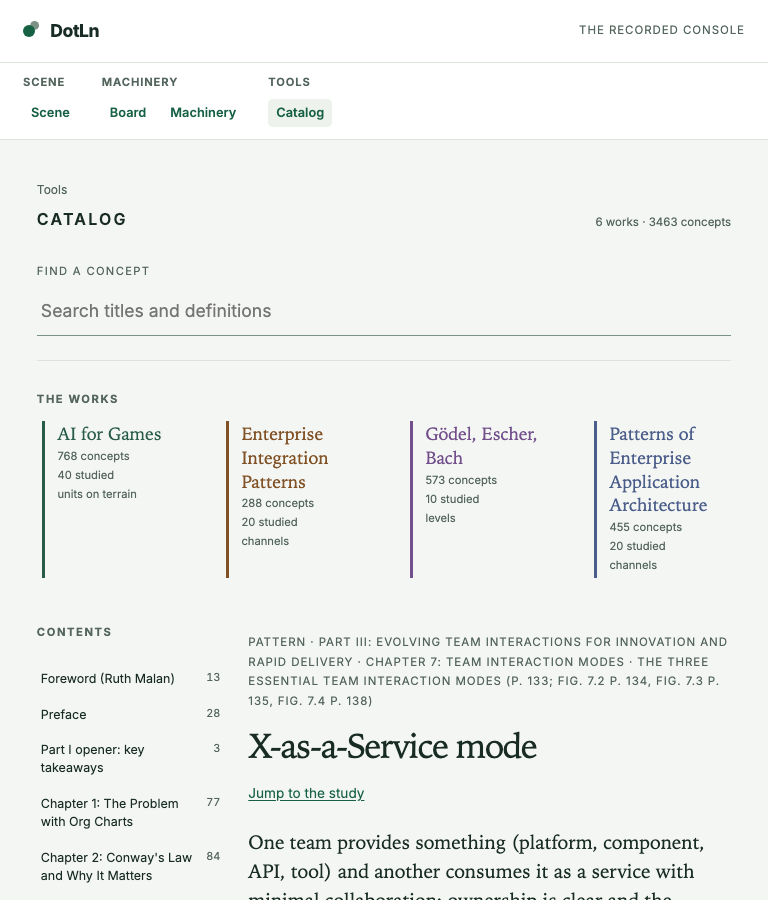 DotLn
THE RECORDED CONSOLE
SCENE
MACHINERY
TOOLS
Scene
Board
Machinery
Catalog
Tools
CATALOG
6 works · 3463 concepts
FIND A CONCEPT
Search titles and definitions
THE WORKS
AI for Games
768 concepts
40 studied
units on terrain
Enterprise
Integration
Patterns
288 concepts
20 studied
channels
Gödel, Escher,
Bach
573 concepts
10 studied
levels
Patterns of
Enterprise
Application
Architecture
455 concepts
20 studied
channels
CONTENTS
Foreword (Ruth Malan) 13
Preface 28
Part I opener: key 3
takeaways
Chapter 1: The Problem 77
with Org Charts
Chapter 2: Conway's Law 84
and Why It Matters
PATTERN · PART III: EVOLVING TEAM INTERACTIONS FOR INNOVATION AND
RAPID DELIVERY · CHAPTER 7: TEAM INTERACTION MODES · THE THREE
ESSENTIAL TEAM INTERACTION MODES (P. 133; FIG. 7.2 P. 134, FIG. 7.3 P.
135, FIG. 7.4 P. 138)
X-as-a-Service mode
Jump to the study
One team provides something (platform, component,
API, tool) and another consumes it as a service with
minimal collaboration: ownership is clear and the